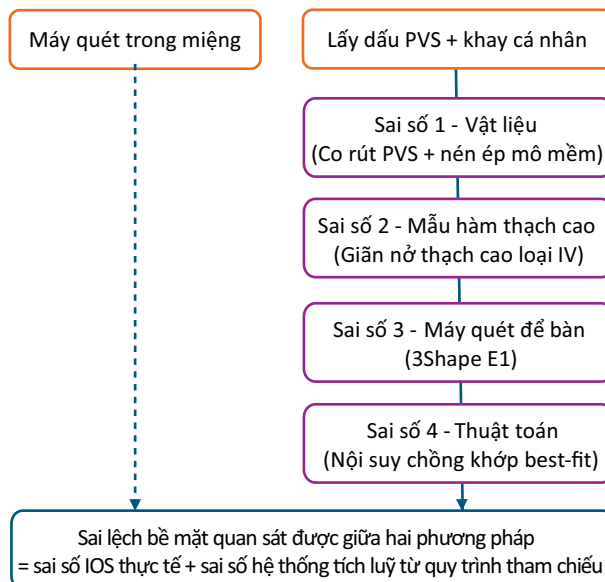 Máy quét trong miệng
Lấy dấu PVS + khay cá nhân
Sai số 1 - Vật liệu
(Co rút PVS + nén ép mô mềm)
Sai số 2 - Mẫu hàm thạch cao
(Giãn nở thạch cao loại IV)
Sai số 3 - Máy quét để bàn
(3Shape E1)
Sai số 4 - Thuật toán
(Nội suy chồng khớp best-fit)
Sai lệch bề mặt quan sát được giữa hai phương pháp
= sai số IOS thực tế + sai số hệ thống tích luỹ từ quy trình tham chiếu